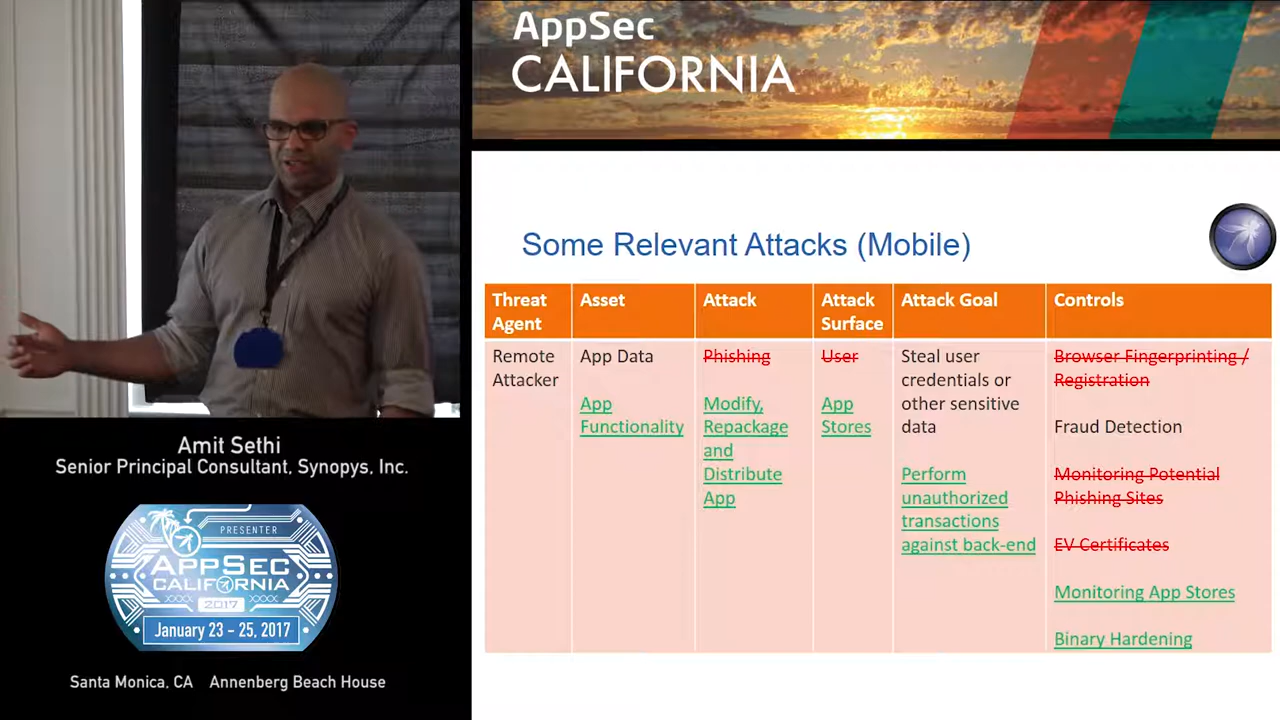 AppSec
CALIFORNIA
Some Relevant Attacks (Mobile)
Threat
Agent
Asset
Attack
Attack
Surface
Attack Goal
Controls
Remote
Attacker
App Data
App
Functionality
Phishing
Modify,
Repackage
and
Distribute
App
User
App
Stores
Steal user
credentials or
other sensitive
data
Perform
unauthorized
transactions
against back-end
Browser Fingerprinting /
Registration
Fraud Detection
Monitoring Potential
Phishing Sites
EV Certificates
Monitoring App Stores
Binary Hardening
Amit Sethi
Senior Principal Consultant, Synopys, Inc.
PRESENTER
APPSEC
CALIFORNIA
XXXX 2017 XXXX
January 23 - 25, 2017
Santa Monica, CA Annenberg Beach House